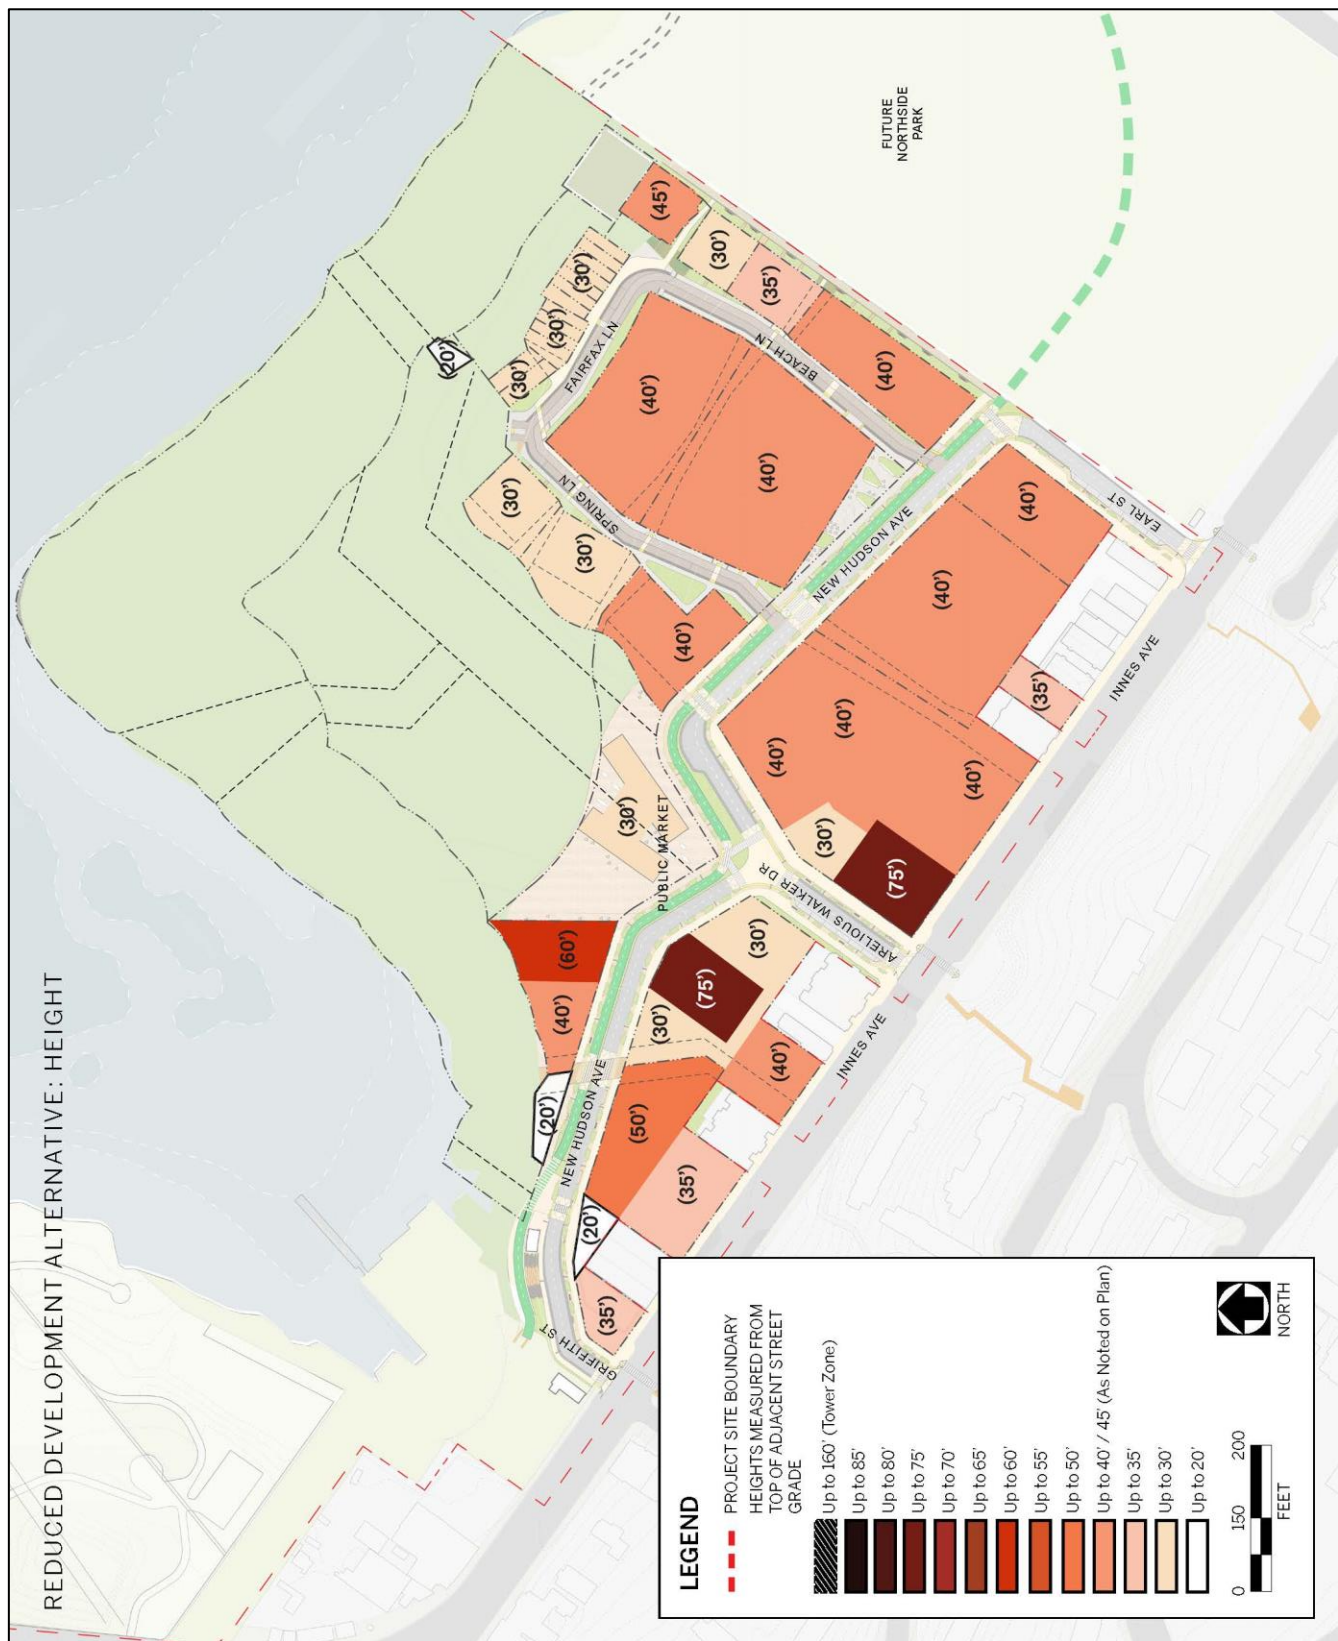 REDUCED DEVELOPMENT ALTERNATIVE: HEIGHT
FUTURE
NORTHSIDE
PARK
(20')
(45')
(30')
(30')
(30')
(30')
(35')
(40')
FAIRFAX LN
BEACH LN
SPRING LN
(40')
(40')
(30')
(30')
(40')
NEW HUDSON AVE
EARL ST
(40')
(40')
(40')
(40')
(40')
(35')
(30')
(75')
INNES AVE
(30')
PUBLIC MARKET
ARELIOUS WALKER DR
(60')
(40')
(20')
NEW HUDSON AVE
(30')
(75')
(30')
(50')
(40')
(35')
(20')
(35')
INNES AVE
GRIFFITH ST
LEGEND
PROJECT SITE BOUNDARY
HEIGHTS MEASURED FROM
TOP OF ADJACENT STREET
GRADE
Up to 160' (Tower Zone)
Up to 85'
Up to 80'
Up to 75'
Up to 70'
Up to 65'
Up to 60'
Up to 55'
Up to 50'
Up to 40' / 45' (As Noted on Plan)
Up to 35'
Up to 30'
Up to 20'
0 150 200
FEET
NORTH